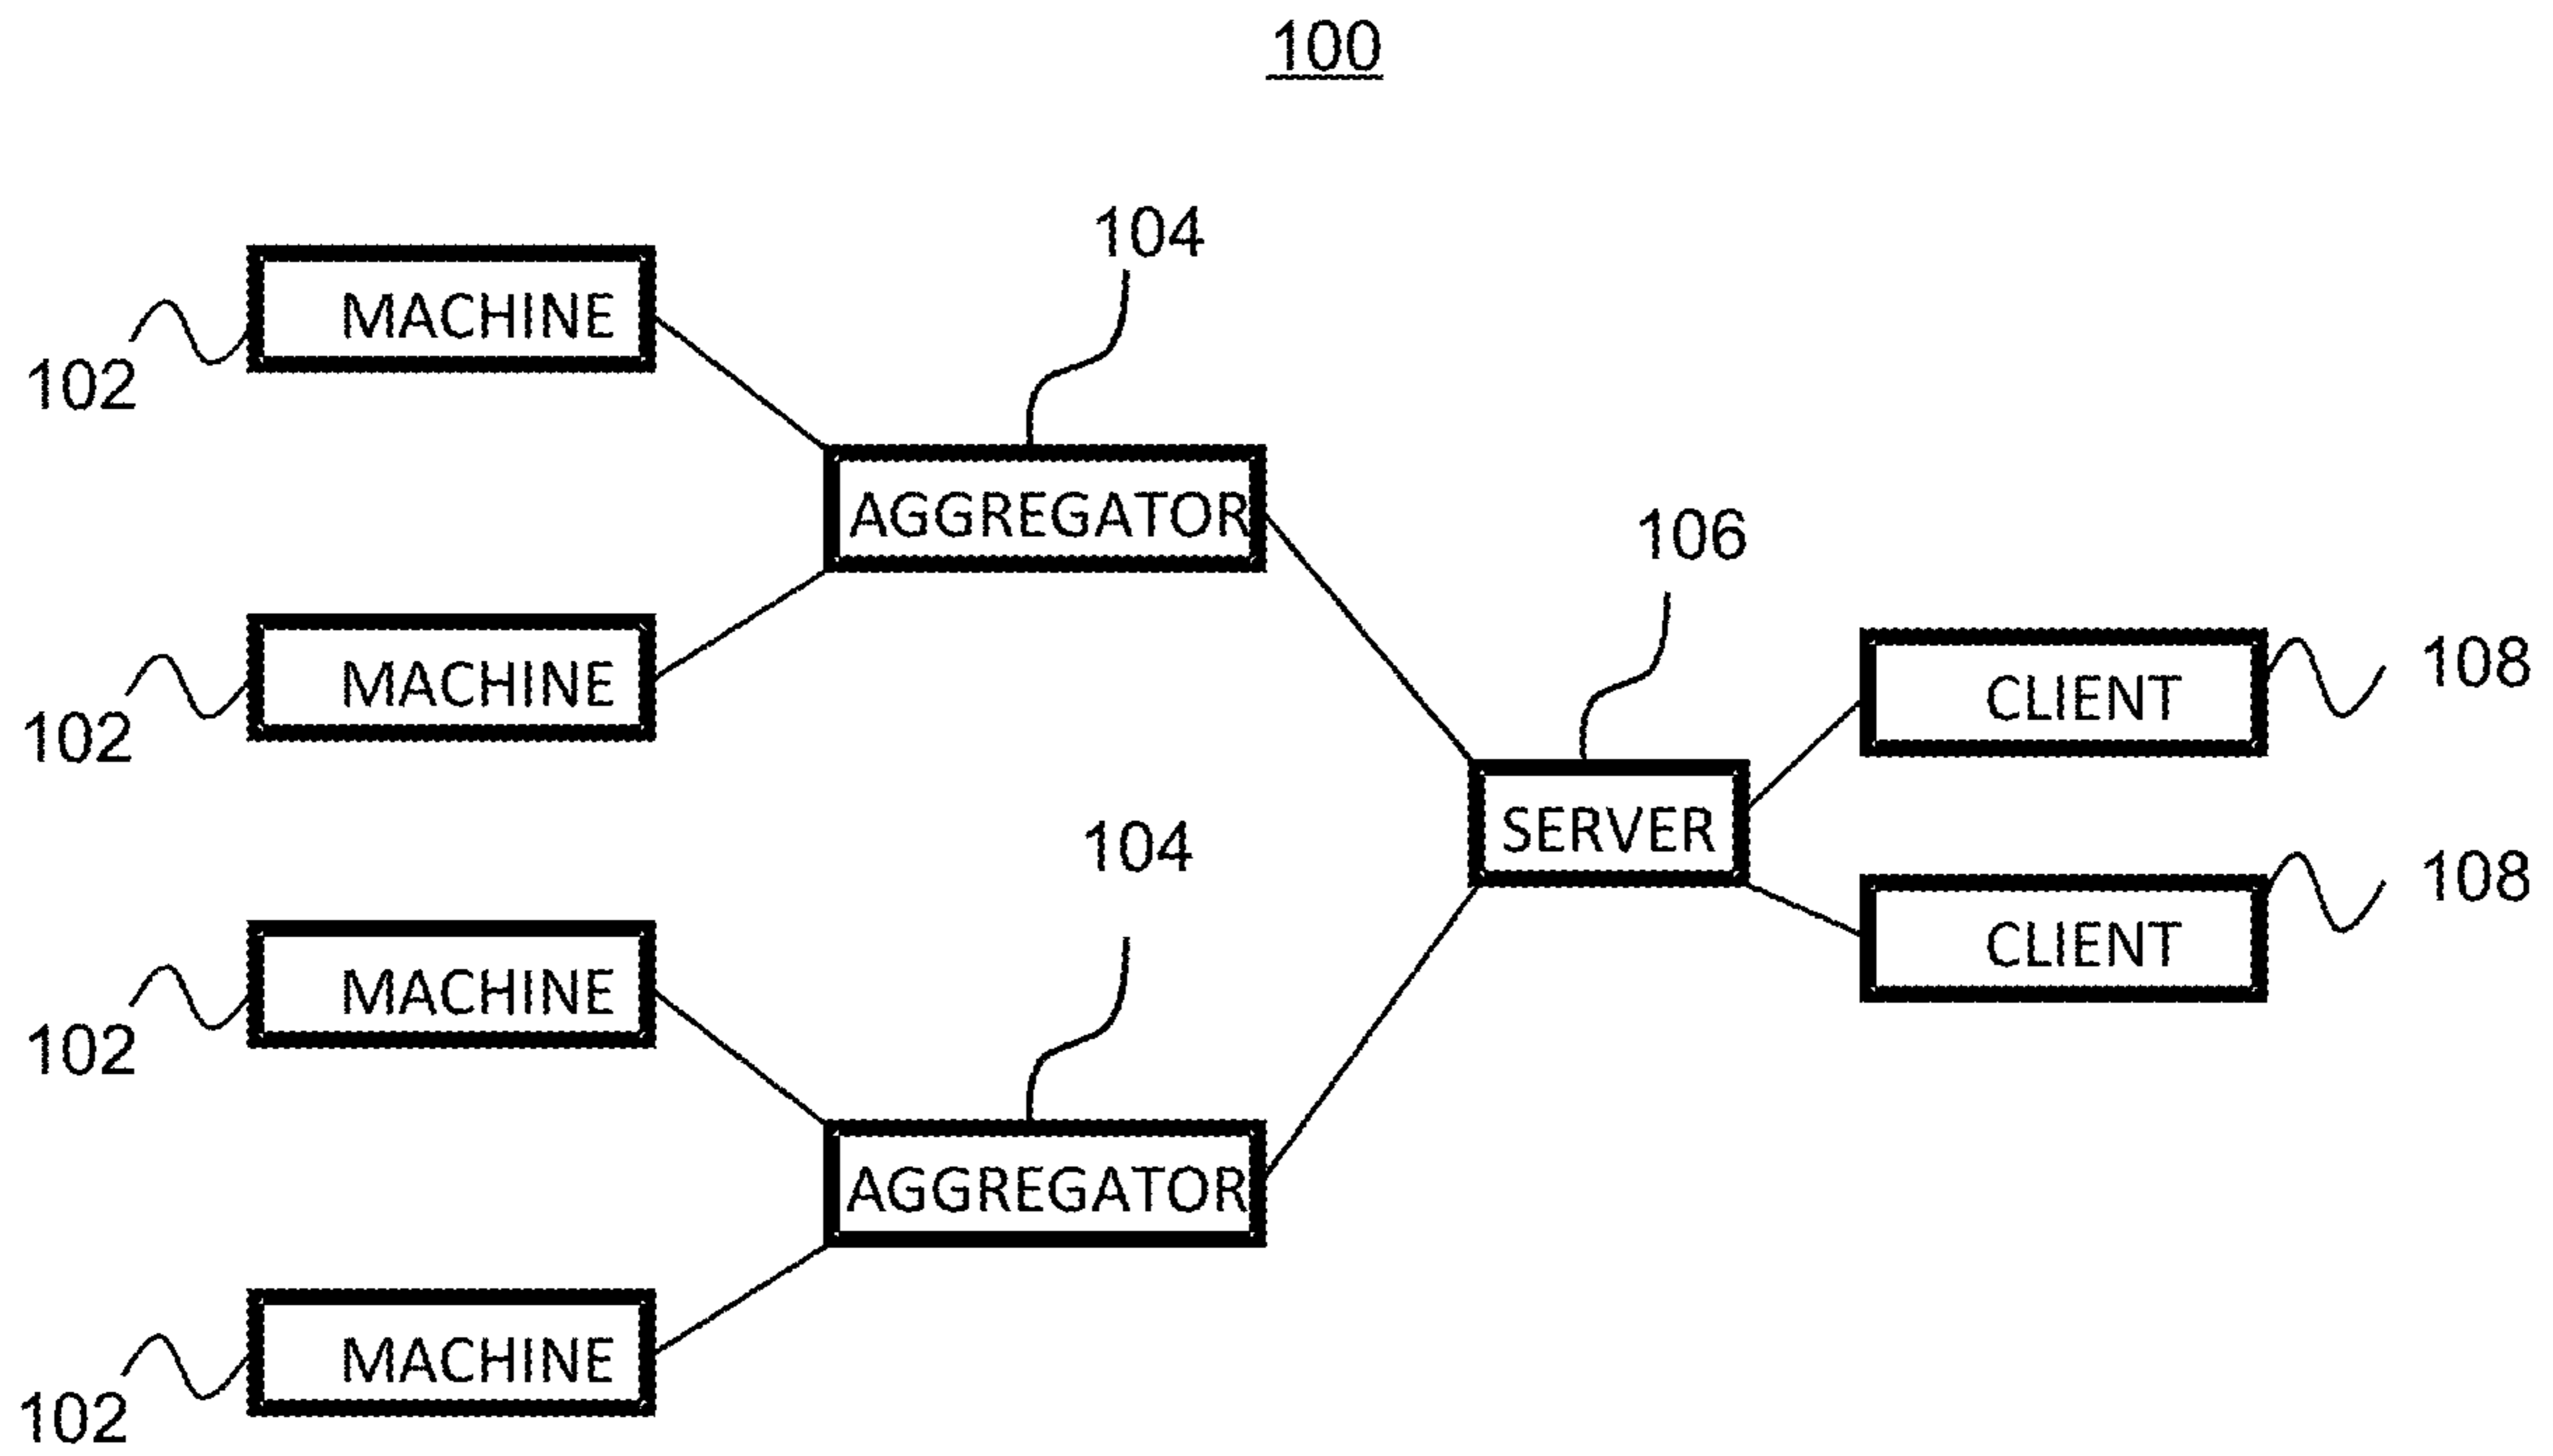 100
104
MACHINE
102
AGGREGATOR
106
MACHINE
102
108
CLIENT
SERVER
104
108
CLIENT
MACHINE
102
AGGREGATOR
MACHINE
102